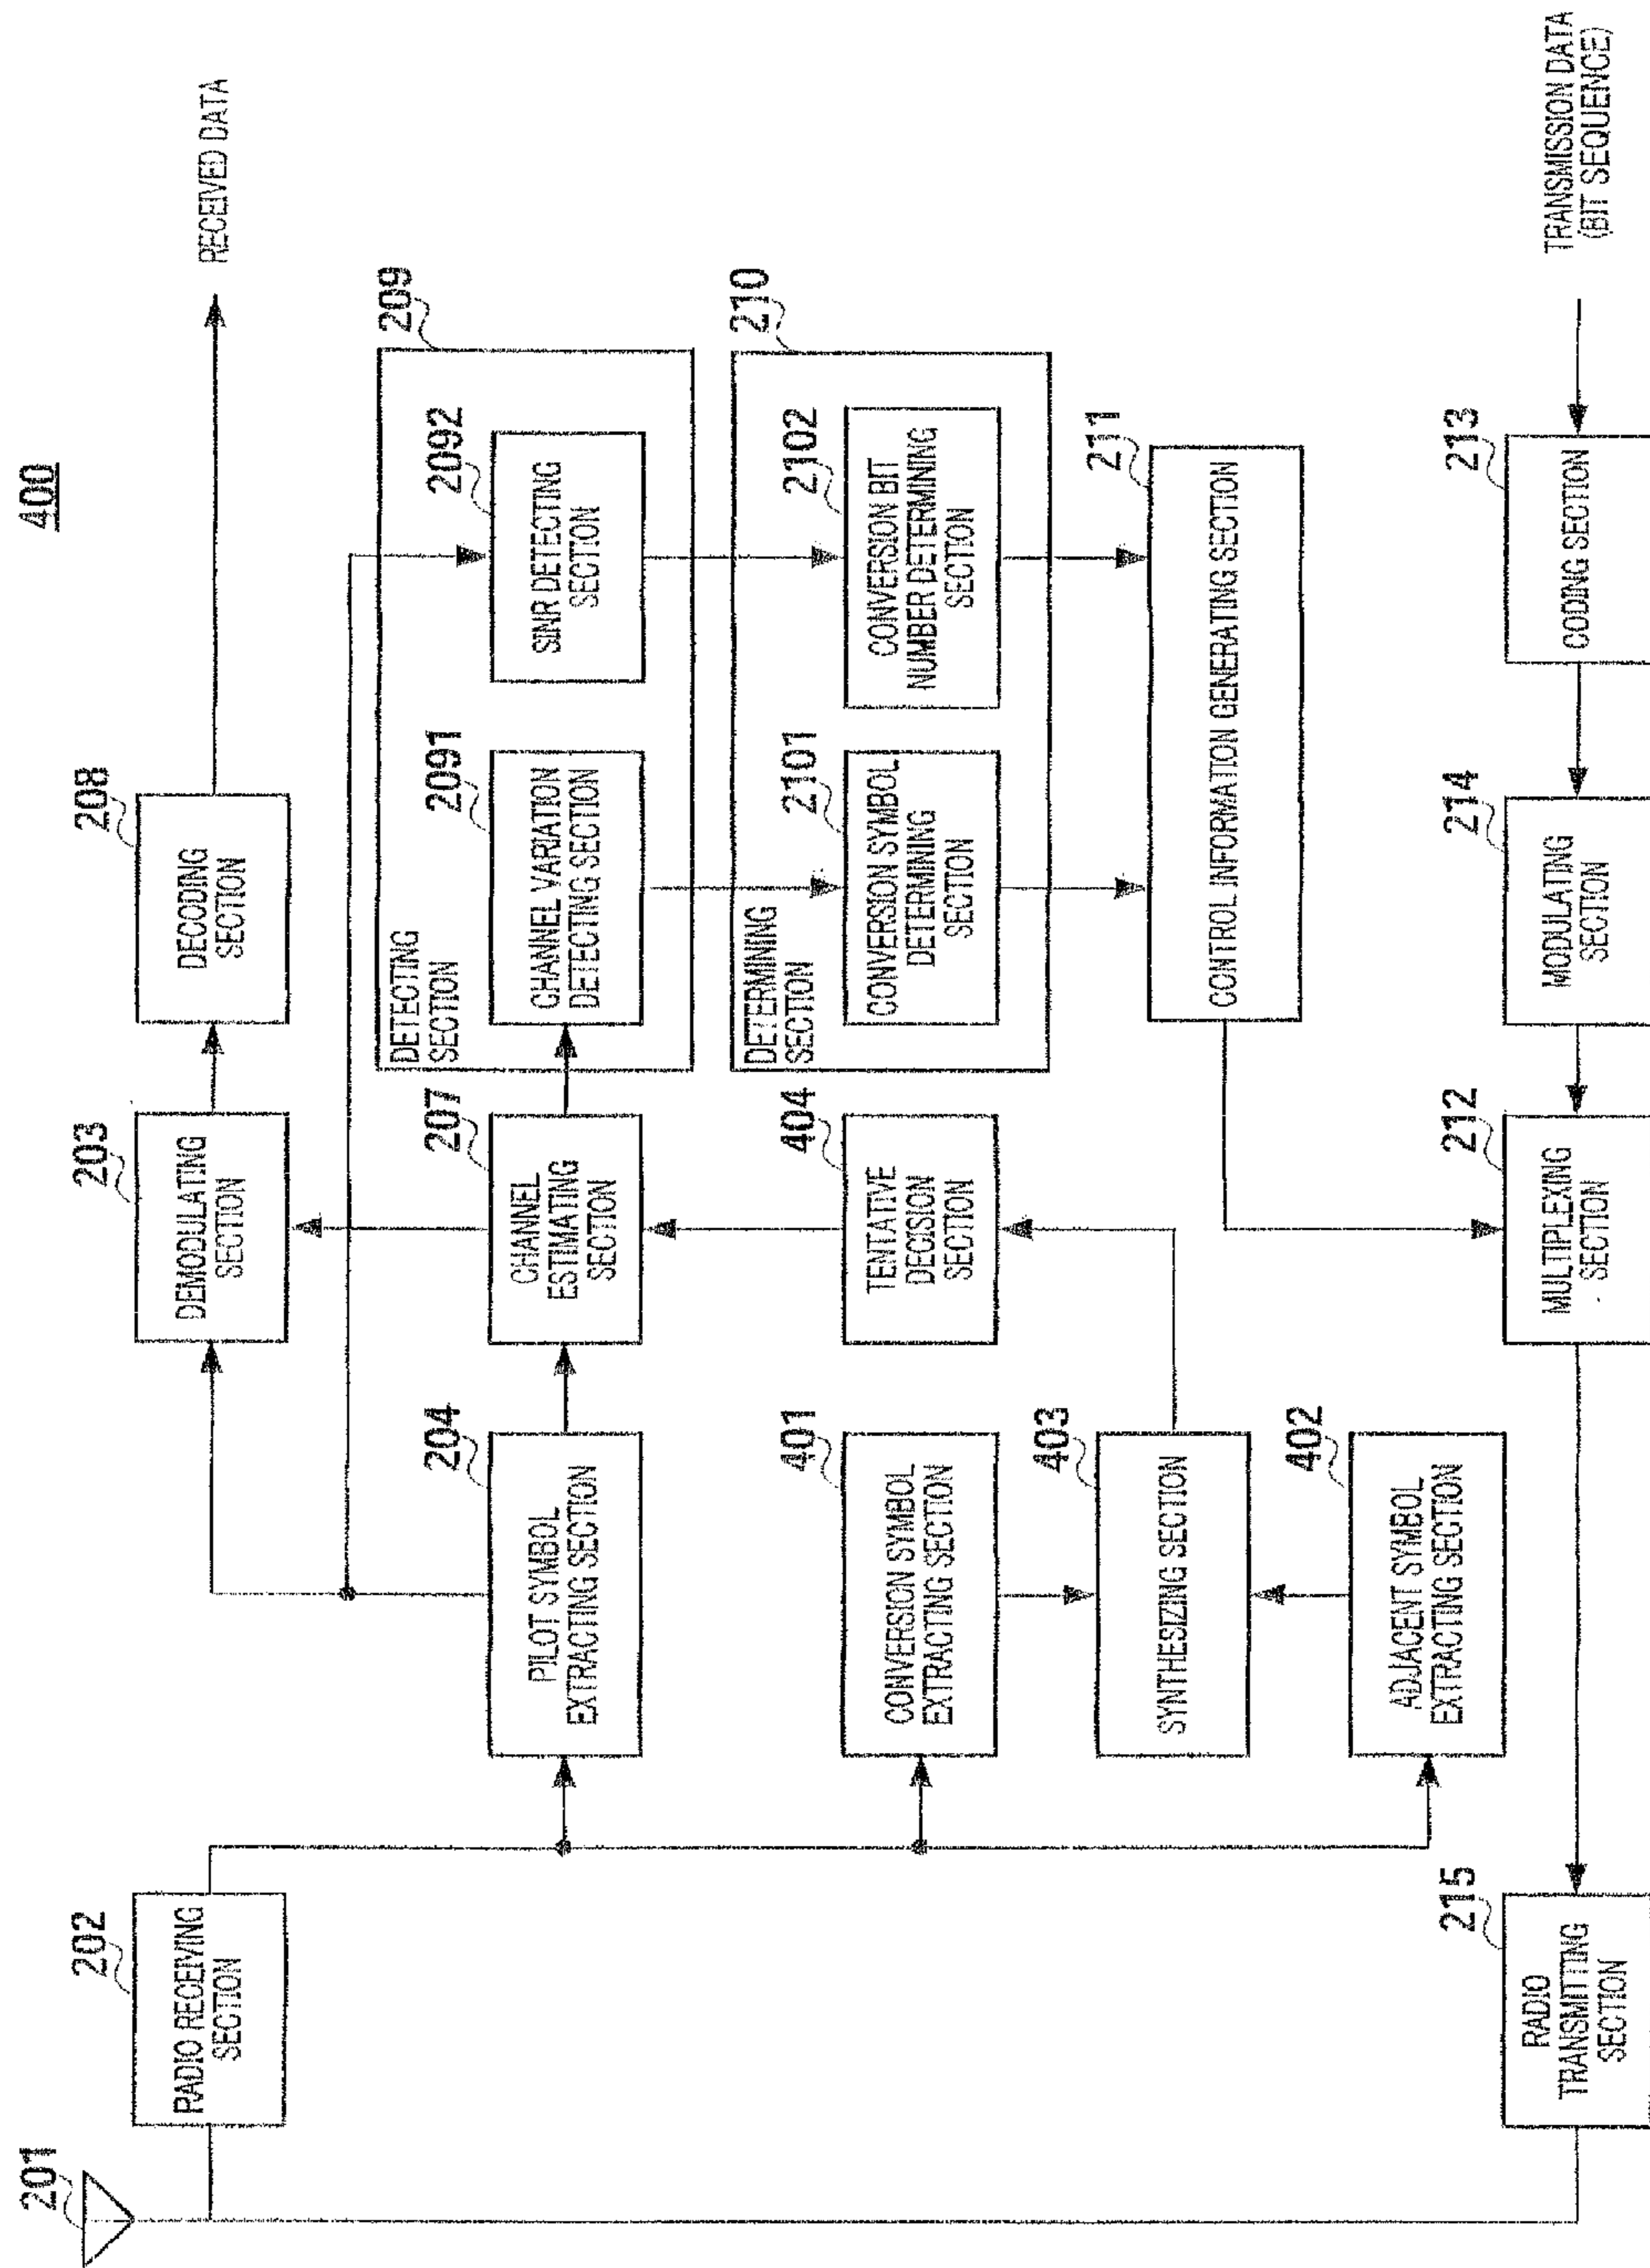 400
201
202
RADIO RECEIVING
SECTION
203
DEMODULATING
SECTION
208
DECODING
SECTION
RECEIVED DATA
204
PILOT SYMBOL
EXTRACTING SECTION
207
CHANNEL
ESTIMATING
SECTION
209
DETECTING
SECTION
2091
CHANNEL VARIATION
DETECTING SECTION
2092
SINR DETECTING
SECTION
401
CONVERSION SYMBOL
EXTRACTING SECTION
404
TENTATIVE
DECISION
SECTION
210
DETERMINING
SECTION
2101
CONVERSION SYMBOL
DETERMINING
SECTION
2102
CONVERSION BIT
NUMBER DETERMINING
SECTION
403
SYNTHESIZING SECTION
211
CONTROL INFORMATION GENERATING SECTION
402
ADJACENT SYMBOL
EXTRACTING SECTION
215
RADIO
TRANSMITTING
SECTION
212
MULTIPLEXING
SECTION
214
MODULATING
SECTION
213
CODING SECTION
TRANSMISSION DATA
(BIT SEQUENCE)